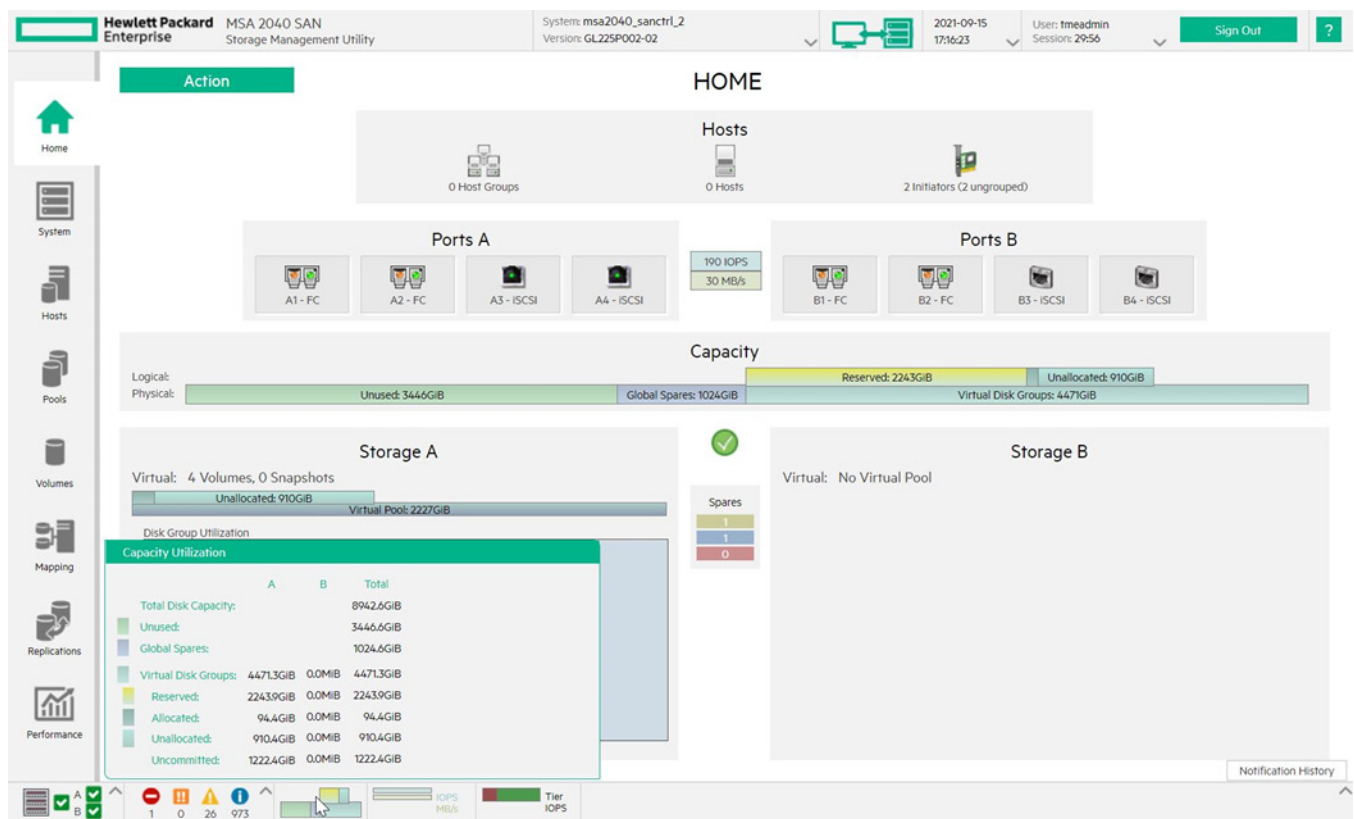 Hewlett Packard
Enterprise
MSA 2040 SAN
Storage Management Utility
System: msa2040_sanctrl_2
Version: GL225P002-02
2021-09-15
17:16:23
User: tmeadmin
Session: 29:56
Sign Out
?
Action
HOME
Home
System
Hosts
Pools
Volumes
Mapping
Replications
Performance
Hosts
0 Host Groups
0 Hosts
2 Initiators (2 ungrouped)
Ports A
A1 - FC
A2 - FC
A3 - iSCSI
A4 - iSCSI
190 IOPS
30 MB/s
Ports B
B1 - FC
B2 - FC
B3 - iSCSI
B4 - iSCSI
Capacity
Logical:
Reserved: 2243GiB
Unallocated: 910GiB
Physical:
Unused: 3446GiB
Global Spares: 1024GiB
Virtual Disk Groups: 4471GiB
Storage A
Virtual: 4 Volumes, 0 Snapshots
Unallocated: 910GiB
Virtual Pool: 2227GiB
Disk Group Utilization
Spares
1
1
0
Storage B
Virtual: No Virtual Pool
Capacity Utilization
A B Total
Total Disk Capacity: 8942.6GiB
Unused: 3446.6GiB
Global Spares: 1024.6GiB
Virtual Disk Groups: 4471.3GiB 0.0MiB 4471.3GiB
Reserved: 2243.9GiB 0.0MiB 2243.9GiB
Allocated: 94.4GiB 0.0MiB 94.4GiB
Unallocated: 910.4GiB 0.0MiB 910.4GiB
Uncommitted: 1222.4GiB 0.0MiB 1222.4GiB
Notification History
A
B
1 0 26 973
IOPS
MB/s
Tier
IOPS